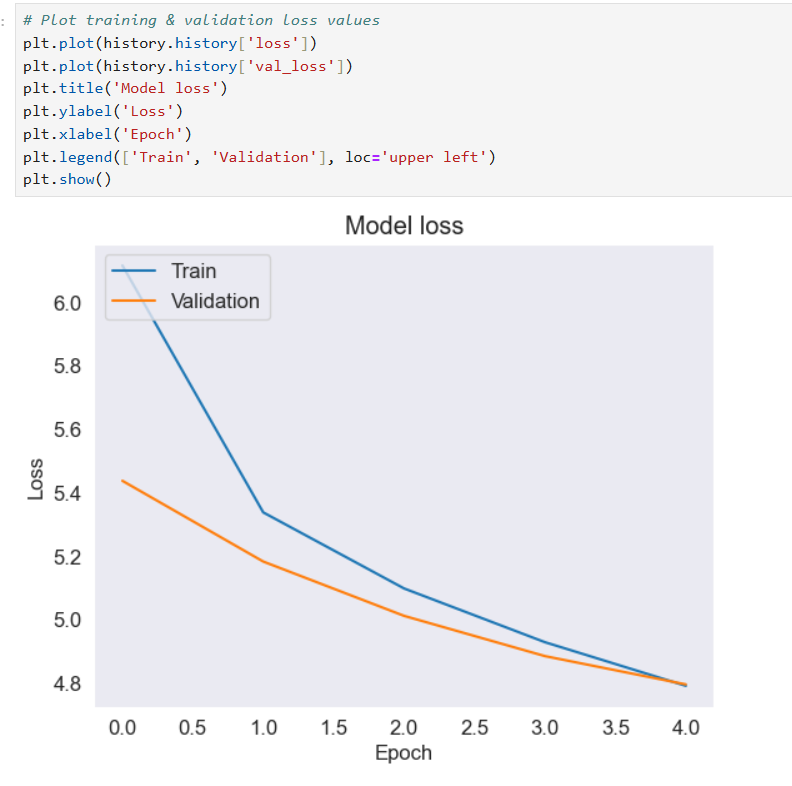 :
# Plot training & validation loss values
plt.plot(history.history['loss'])
plt.plot(history.history['val_loss'])
plt.title('Model loss')
plt.ylabel('Loss')
plt.xlabel('Epoch')
plt.legend(['Train', 'Validation'], loc='upper left')
plt.show()
Model loss
Train
Validation
6.0
5.8
5.6
5.4
5.2
5.0
4.8
Loss
0.0 0.5 1.0 1.5 2.0 2.5 3.0 3.5 4.0
Epoch